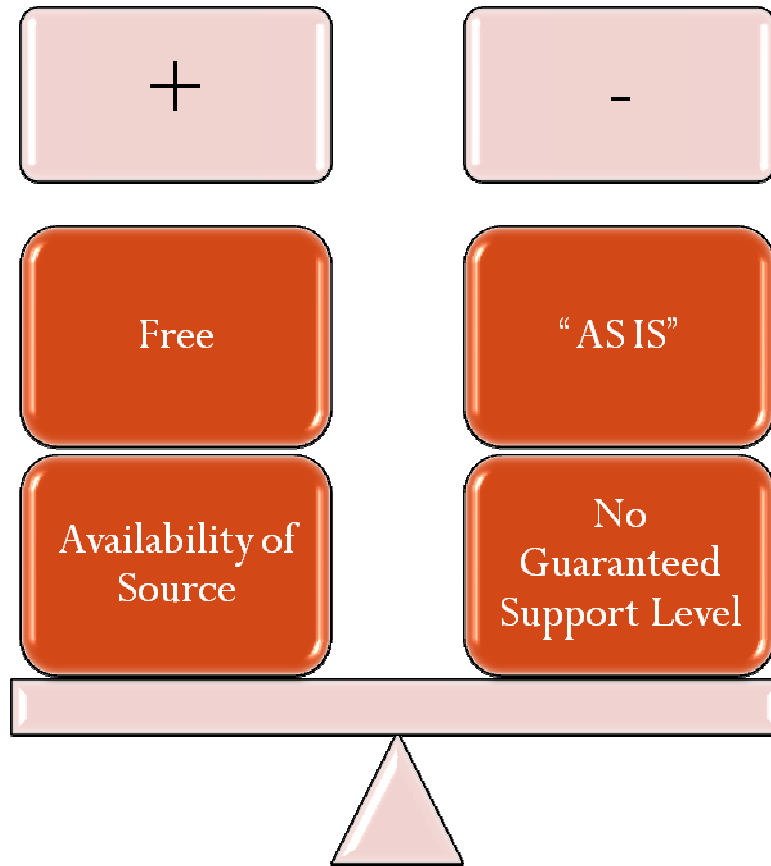 +
-
Free
“ AS IS”
Availability of
Source
No
Guaranteed
Support Level